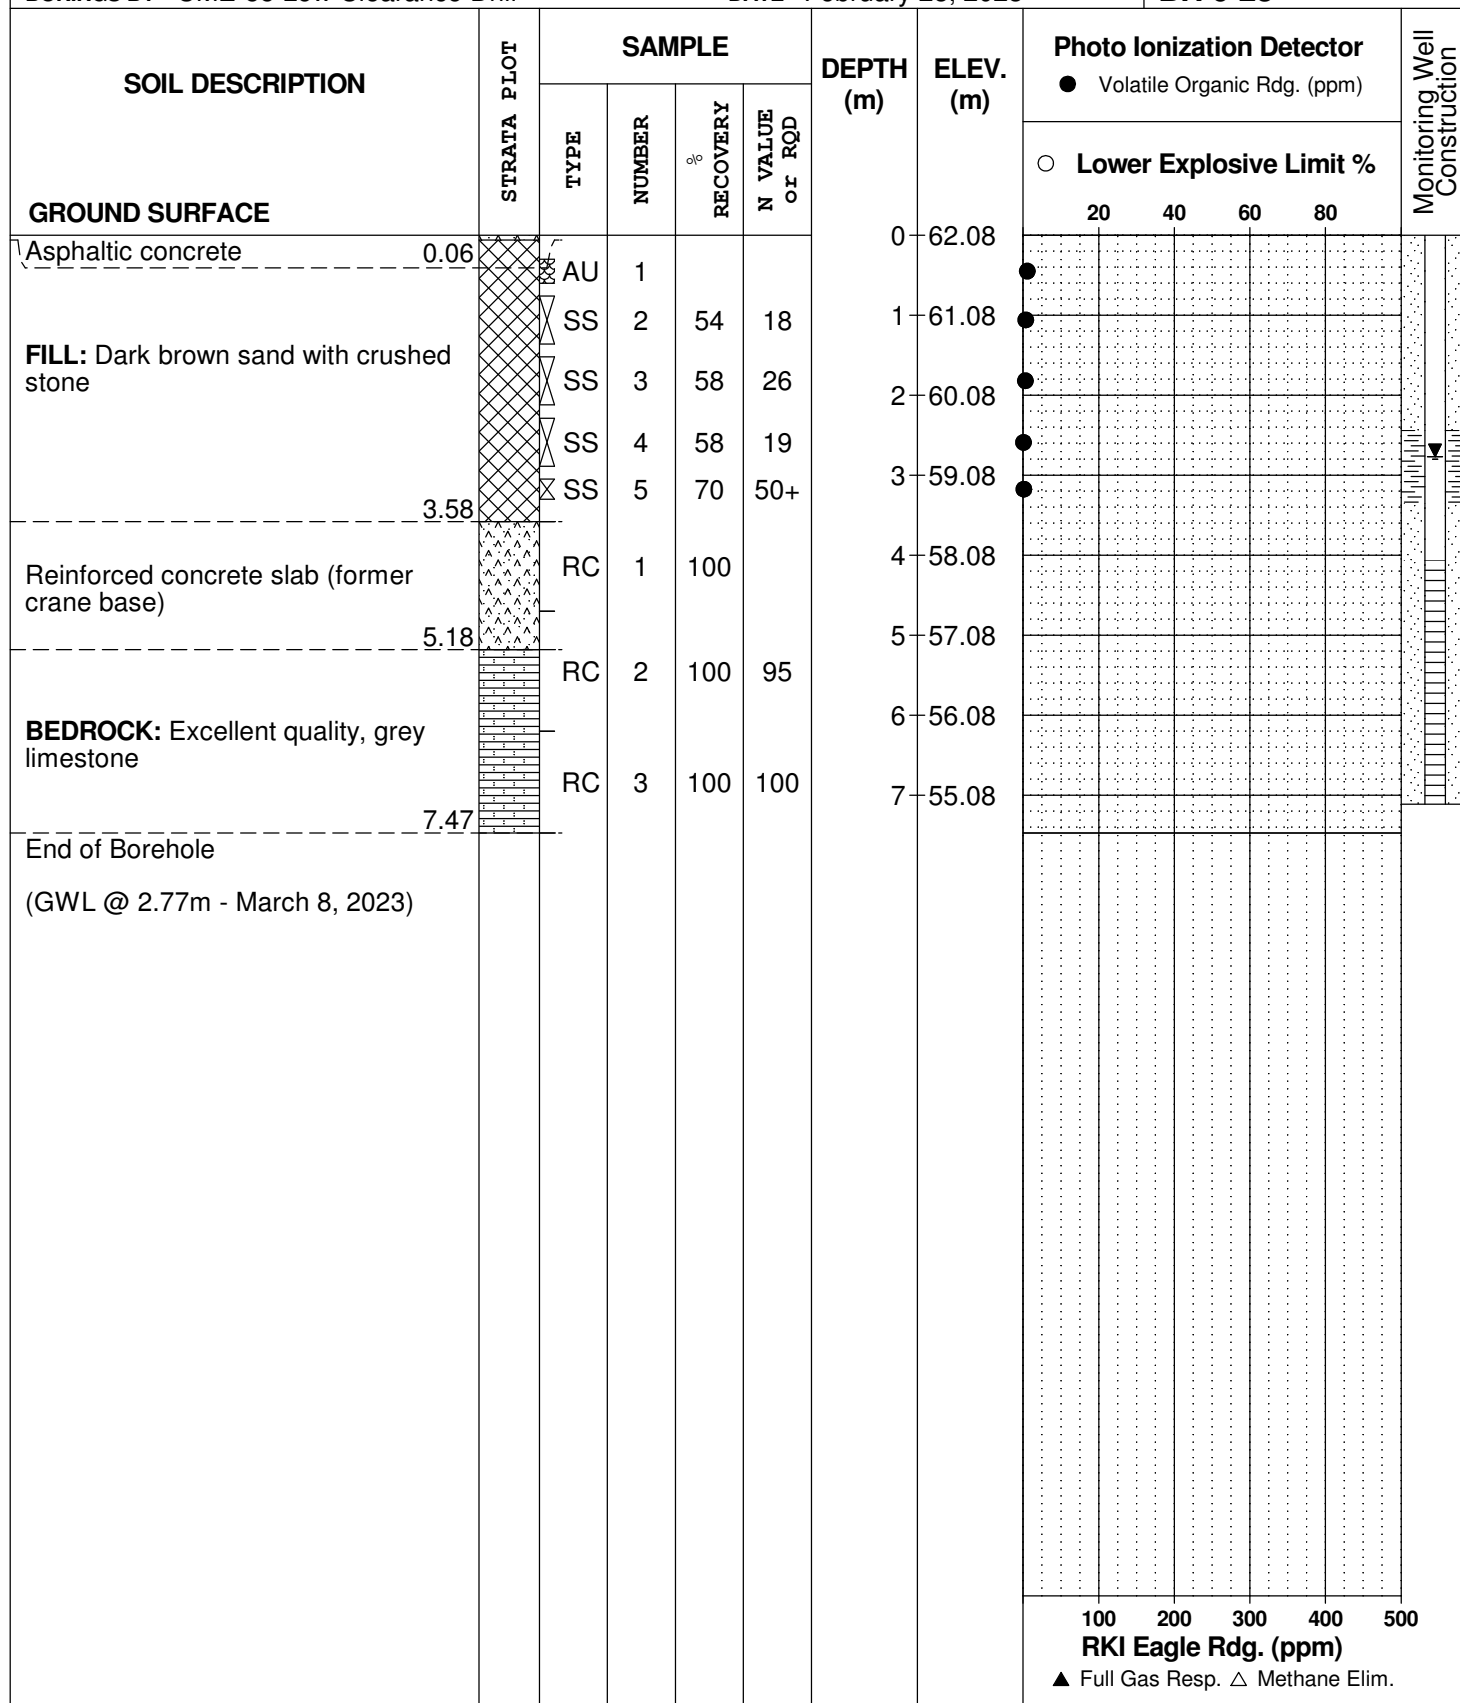 SOIL DESCRIPTION
GROUND SURFACE
STRATA PLOT
SAMPLE
TYPE
NUMBER
% RECOVERY
N VALUE or RQD
DEPTH (m)
ELEV. (m)
Photo Ionization Detector
● Volatile Organic Rdg. (ppm)
○ Lower Explosive Limit %
20 40 60 80
Monitoring Well
Construction
0 62.08
Asphaltic concrete 0.06
AU 1
SS 2 54 18
1 61.08
FILL: Dark brown sand with crushed
stone
SS 3 58 26
2 60.08
SS 4 58 19
3 59.08
SS 5 70 50+
3.58
4 58.08
RC 1 100
Reinforced concrete slab (former
crane base)
5.18
5 57.08
RC 2 100 95
6 56.08
BEDROCK: Excellent quality, grey
limestone
RC 3 100 100
7 55.08
7.47
End of Borehole
(GWL @ 2.77m - March 8, 2023)
100 200 300 400 500
RKI Eagle Rdg. (ppm)
▲ Full Gas Resp. △ Methane Elim.